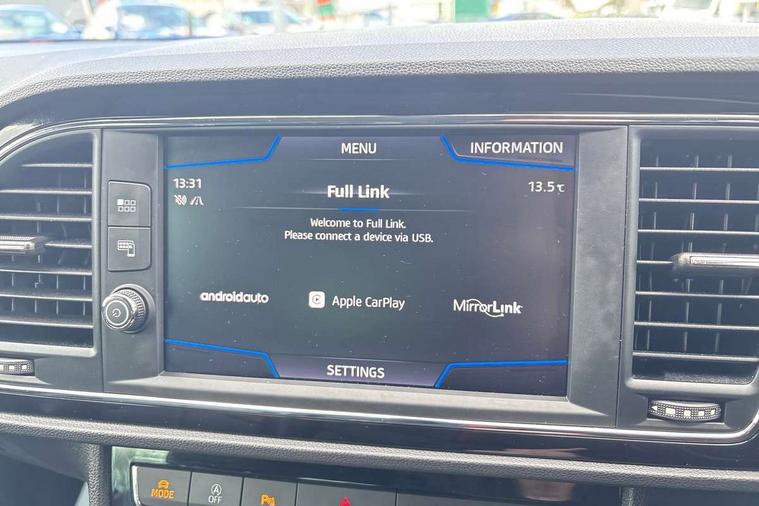 MENU
INFORMATION
13:31
13.5°C
Full Link
Welcome to Full Link.
Please connect a device via USB.
androidauto
Apple CarPlay
MirrorLink
SETTINGS
MODE
A
OFF
P